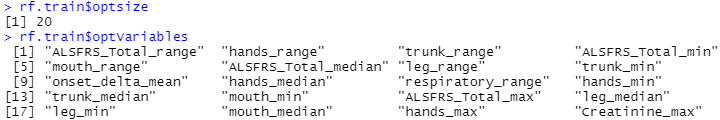 > rf.train$optsize
[1] 20
> rf.train$optVariables
[1] "ALSFRS_Total_range" "hands_range" "trunk_range" "ALSFRS_Total_min"
[5] "mouth_range" "ALSFRS_Total_median" "leg_range" "trunk_min"
[9] "onset_delta_mean" "hands_median" "respiratory_range" "hands_min"
[13] "trunk_median" "mouth_min" "ALSFRS_Total_max" "leg_median"
[17] "leg_min" "mouth_median" "hands_max" "Creatinine_max"